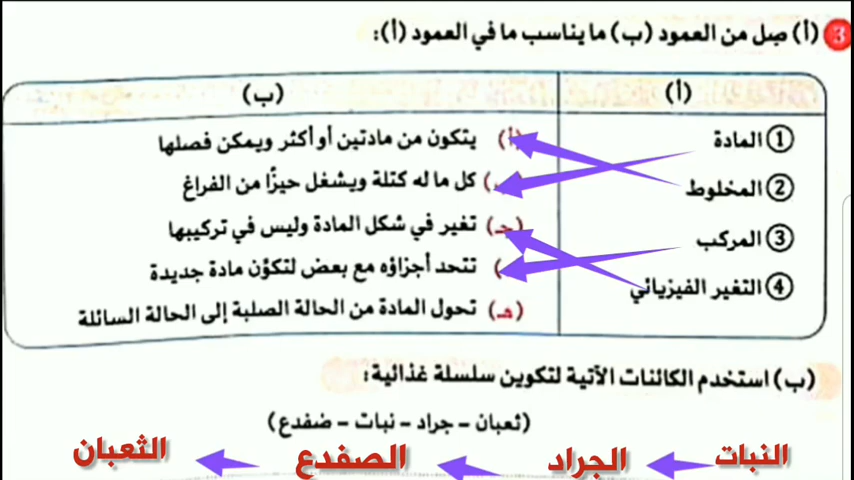 3 (أ) صِل من العمود (ب) ما يناسب ما في العمود (أ):
(أ) (ب)
① المادة (أ) يتكون من مادتين أو أكثر ويمكن فصلها
② المخلوط كل ما له كتلة ويشغل حيزًا من الفراغ
③ المركب (جـ) تغير في شكل المادة وليس في تركيبها
④ التغير الفيزيائي تتحد أجزاؤه مع بعض لتكوّن مادة جديدة
(هـ) تحول المادة من الحالة الصلبة إلى الحالة السائلة
(ب) استخدم الكائنات الآتية لتكوين سلسلة غذائية:
(ثعبان – جراد – نبات – ضفدع)
النبات الجراد الصفدع الثعبان